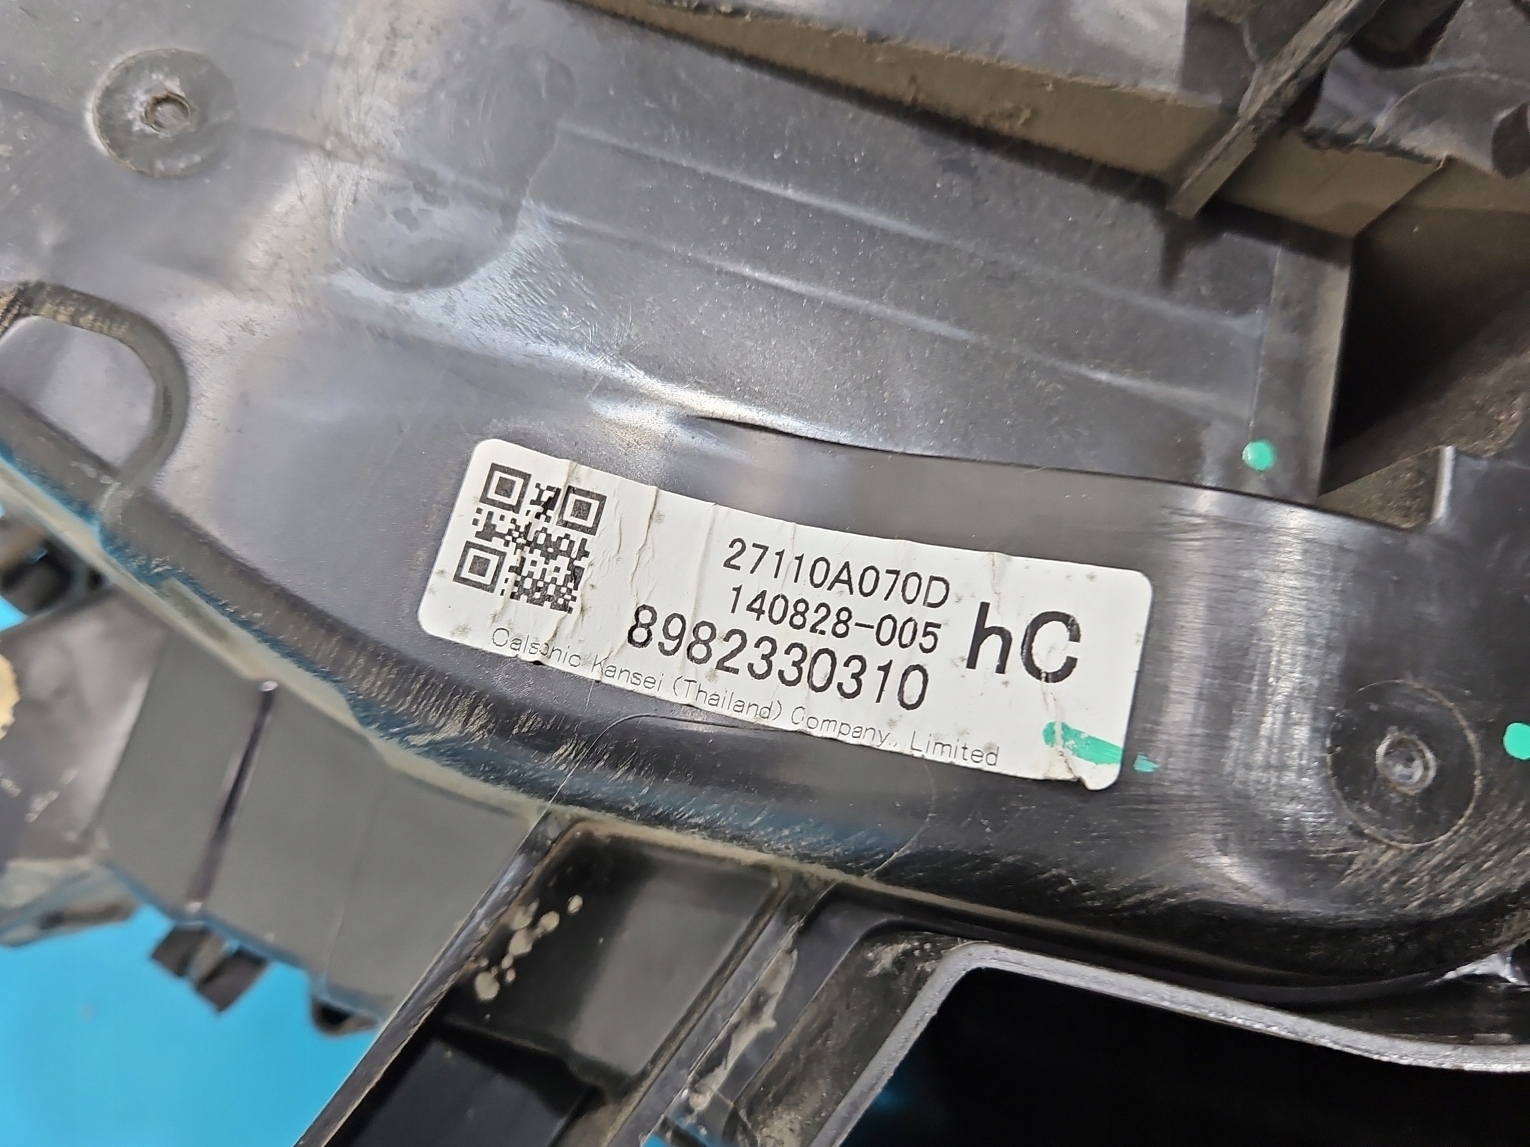 27110A070D
140828-005
hC
8982330310
Calsonic Kansei (Thailand) Company., Limited